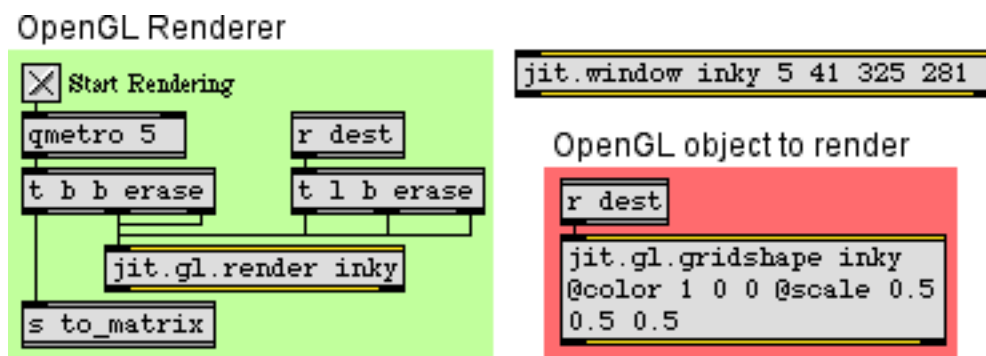 OpenGL Renderer
Start Rendering
qmetro 5
r dest
t b b erase
t l b erase
jit.gl.render inky
s to_matrix
jit.window inky 5 41 325 281
OpenGL object to render
r dest
jit.gl.gridshape inky
@color 1 0 0 @scale 0.5
0.5 0.5